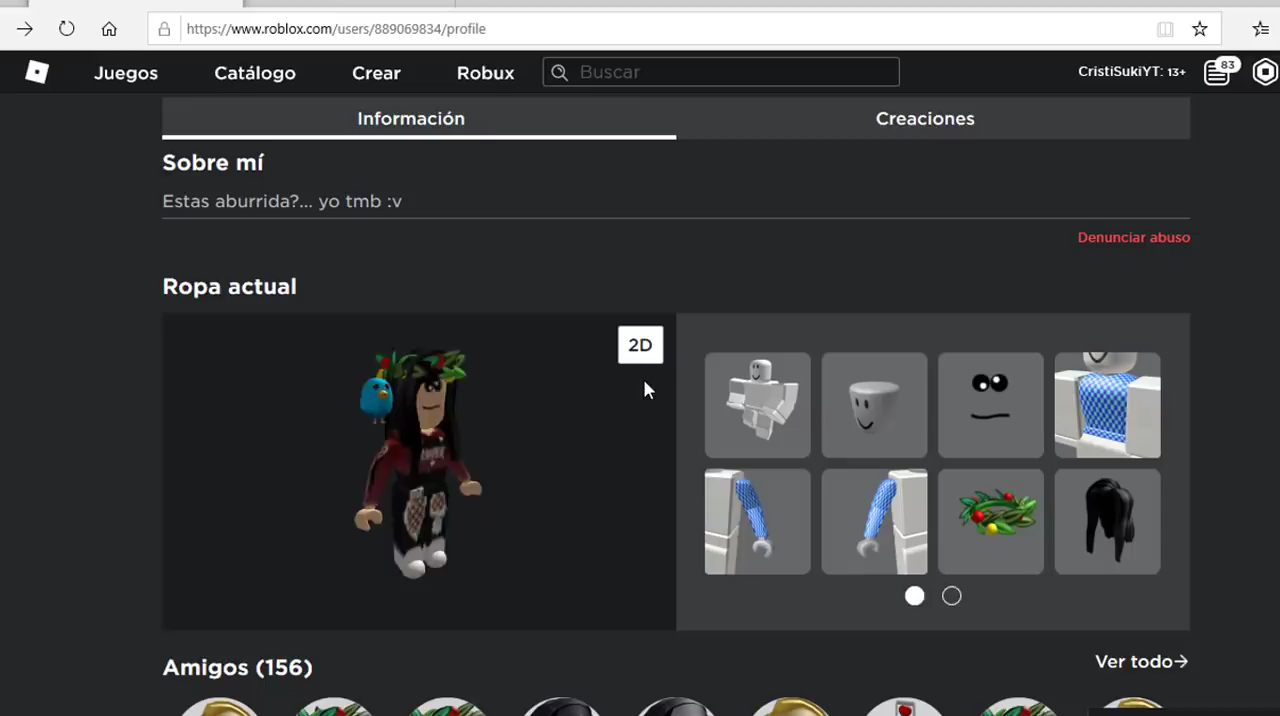 https://www.roblox.com/users/889069834/profile
Juegos Catálogo Crear Robux Buscar CristiSukiYT: 13+ 83
Información Creaciones
Sobre mí
Estas aburrida?... yo tmb :v
Denunciar abuso
Ropa actual
2D
Amigos (156) Ver todo→